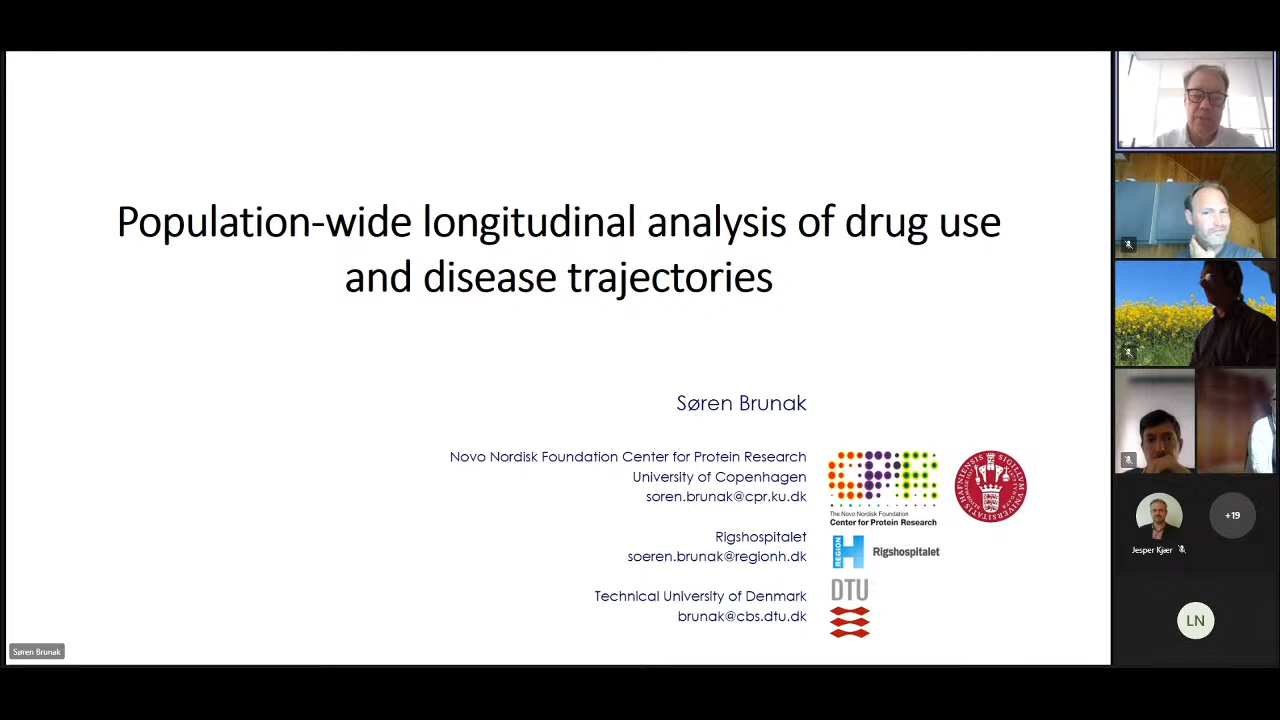 Population-wide longitudinal analysis of drug use
and disease trajectories
Søren Brunak
Novo Nordisk Foundation Center for Protein Research
University of Copenhagen
soren.brunak@cpr.ku.dk
Rigshospitalet
soeren.brunak@regionh.dk
Technical University of Denmark
brunak@cbs.dtu.dk
CPR
The Novo Nordisk Foundation
Center for Protein Research
REGION
H
Rigshospitalet
DTU
Søren Brunak
+19
Jesper Kjær
LN